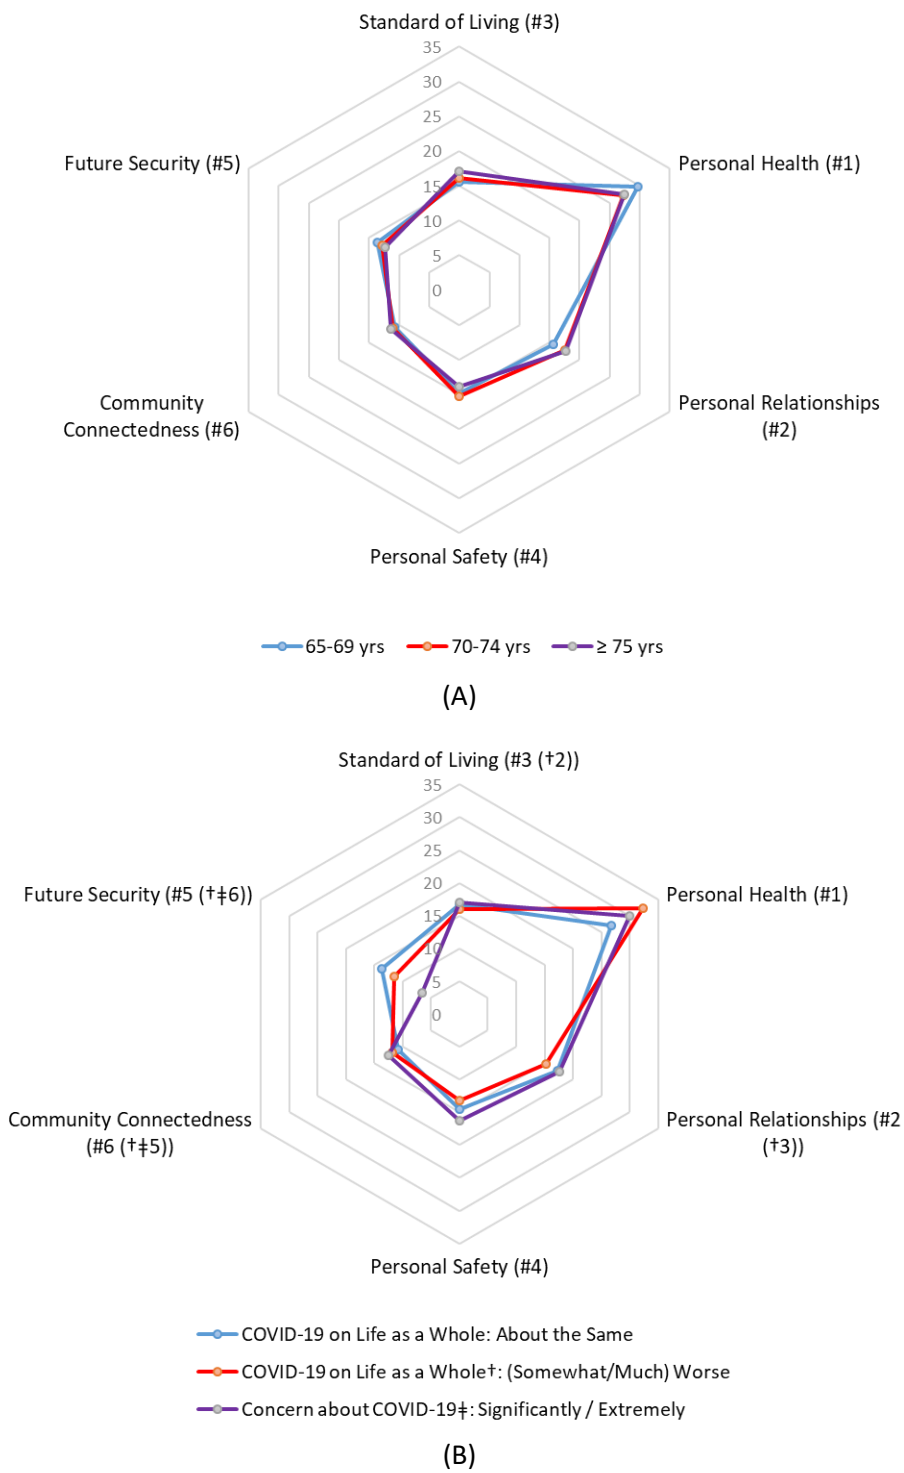 Standard of Living (#3)
35
30
25
20
15
10
5
0
Future Security (#5)
Personal Health (#1)
Community
Connectedness (#6)
Personal Relationships
(#2)
Personal Safety (#4)
65-69 yrs
70-74 yrs
≥ 75 yrs
(A)
Standard of Living (#3 (†2))
35
30
25
20
15
10
5
0
Future Security (#5 (†‡6))
Personal Health (#1)
Community Connectedness
(#6 (†‡5))
Personal Relationships (#2
(†3))
Personal Safety (#4)
COVID-19 on Life as a Whole: About the Same
COVID-19 on Life as a Whole†: (Somewhat/Much) Worse
Concern about COVID-19‡: Significantly / Extremely
(B)